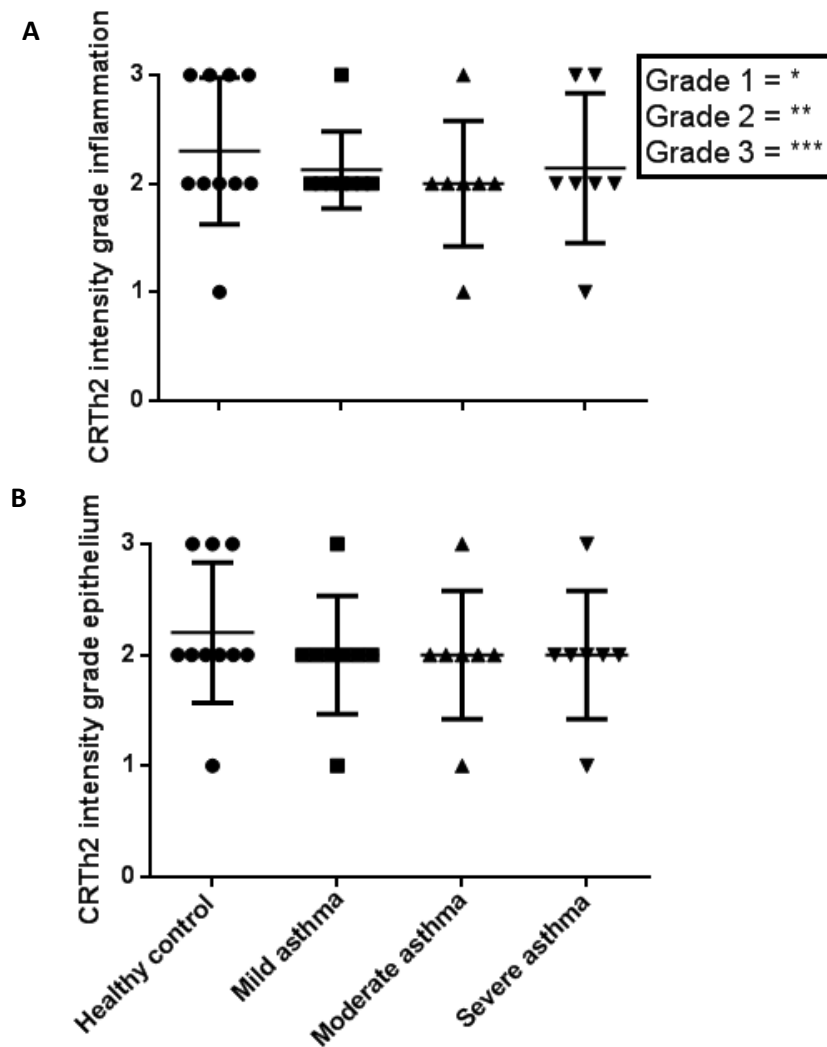 A
CRTh2 intensity grade inflammation
3
2
1
0
Grade 1 = *
Grade 2 = **
Grade 3 = ***
B
CRTh2 intensity grade epithelium
3
2
1
0
Healthy control
Mild asthma
Moderate asthma
Severe asthma